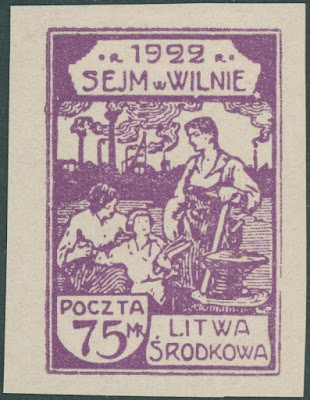 R. 1922 R.
SEJM w WILNIE
POCZTA
75 MK
LITWA
ŚRODKOWA